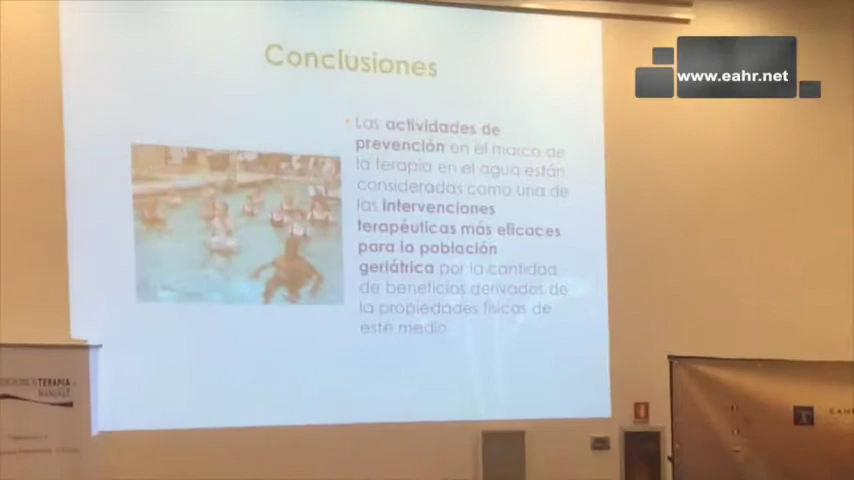 Conclusiones
www.eahr.net
• Las actividades de
prevención en el marco de
la terapia en el agua están
consideradas como una de
las intervenciones
terapéuticas más eficaces
para la población
geriátrica por la cantidad
de beneficios derivados de
la propiedades físicas de
este medio
TERAPIA
MANUAL